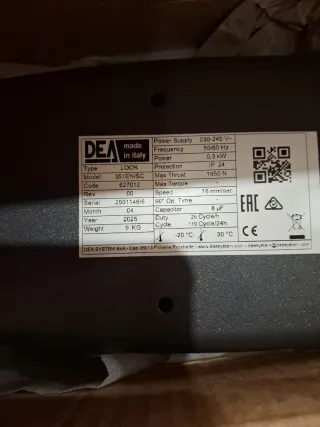 DEA made in italy
Type LOOK
Model 351EN/SC
Code 627012
Rev 00
Serial 2501146/6
Month 04
Year 2025
Weight 6 KG
Power Supply 230-240 V~
Frequency 50/60 Hz
Power 0,3 kW
Protection IP 24
Max Thrust 1650 N
Max Torque -
Speed 16 mm/sec
90° Op. Time -
Capacitor 8 µF
Duty Cycle 25 Cycle/h
110 Cycle/24h
-20 °C 50 °C
EAC
CE
DEA SYSTEM SpA - Piovene Rocchette